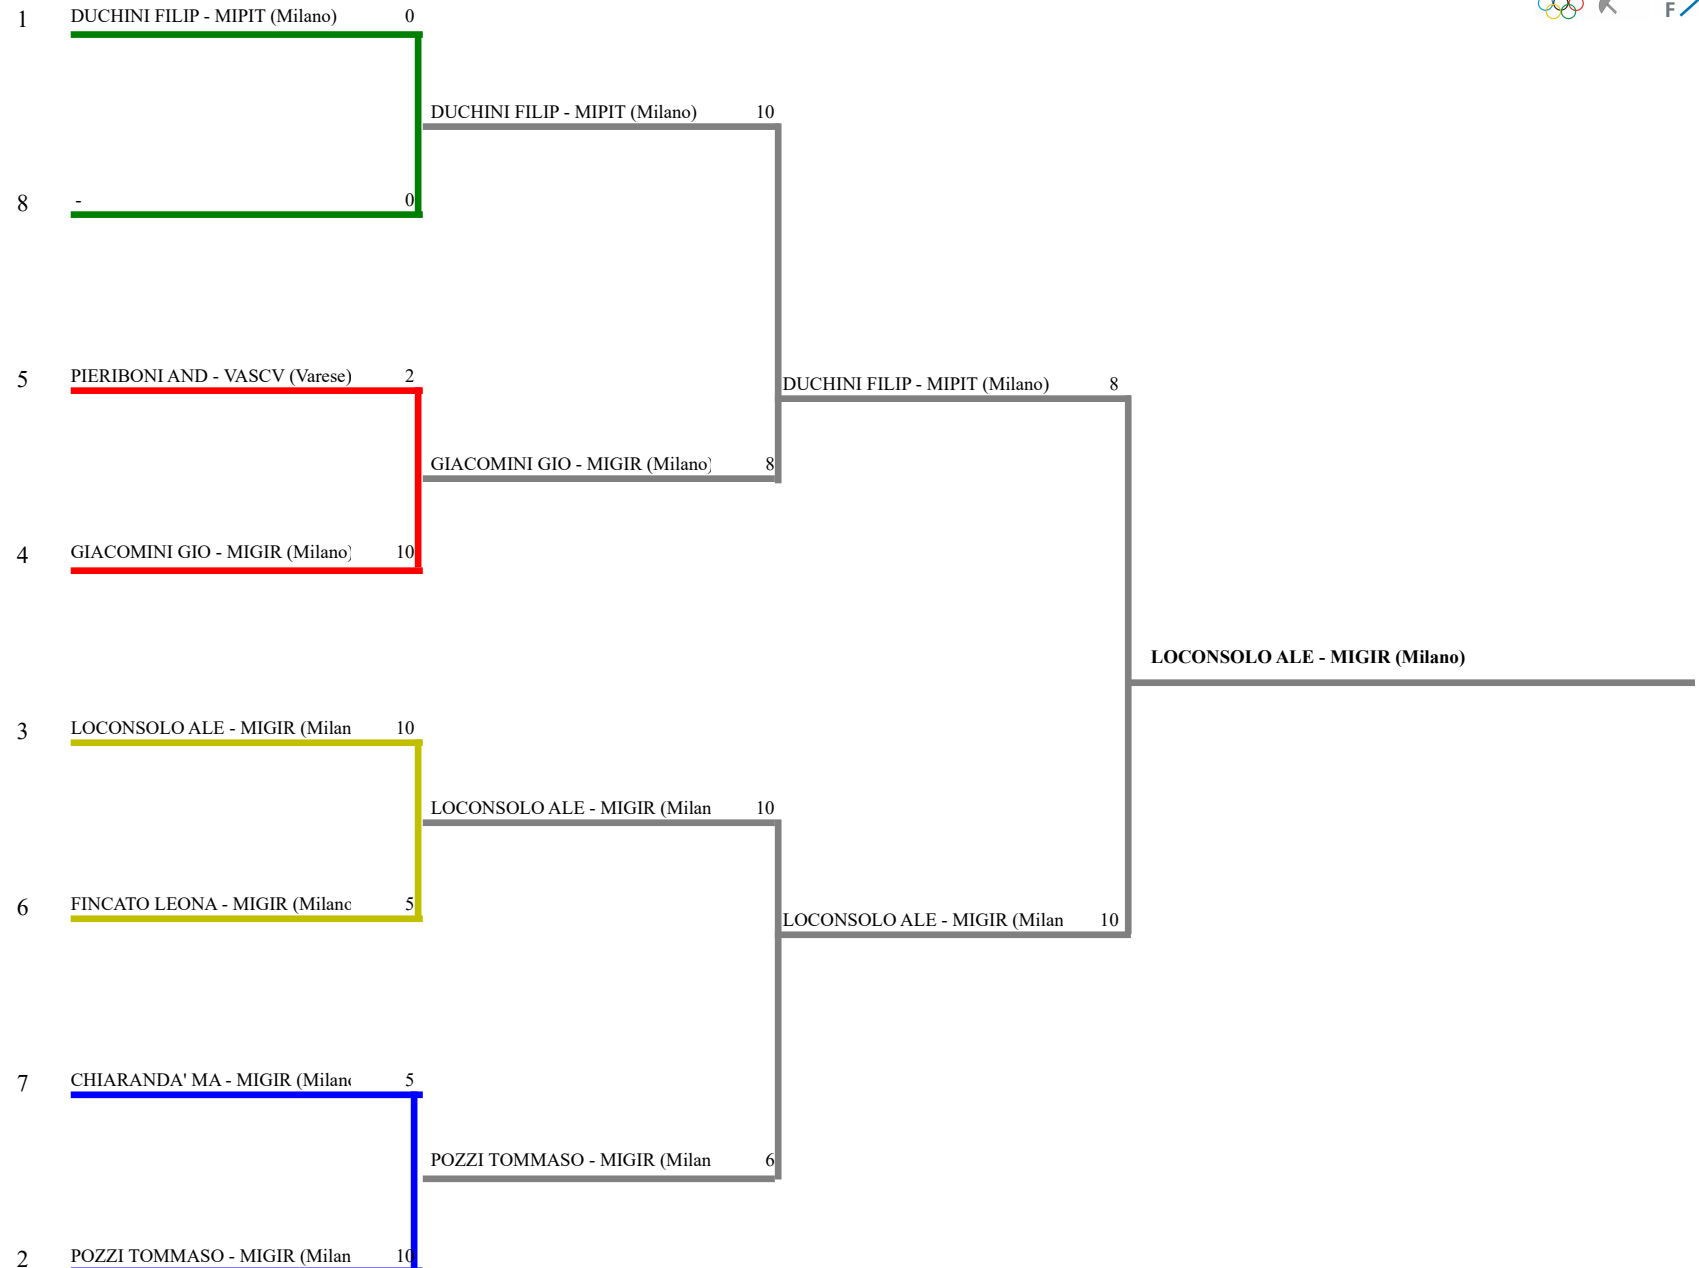 1 DUCHINI FILIP - MIPIT (Milano) 0
F
DUCHINI FILIP - MIPIT (Milano) 10
8 - 0
5 PIERIBONI AND - VASCV (Varese) 2
DUCHINI FILIP - MIPIT (Milano) 8
GIACOMINI GIO - MIGIR (Milano) 8
4 GIACOMINI GIO - MIGIR (Milano) 10
LOCONSOLO ALE - MIGIR (Milano)
3 LOCONSOLO ALE - MIGIR (Milan 10
LOCONSOLO ALE - MIGIR (Milan 10
6 FINCATO LEONA - MIGIR (Milano 5
LOCONSOLO ALE - MIGIR (Milan 10
7 CHIARANDA' MA - MIGIR (Milano 5
POZZI TOMMASO - MIGIR (Milan 6
2 POZZI TOMMASO - MIGIR (Milan 10